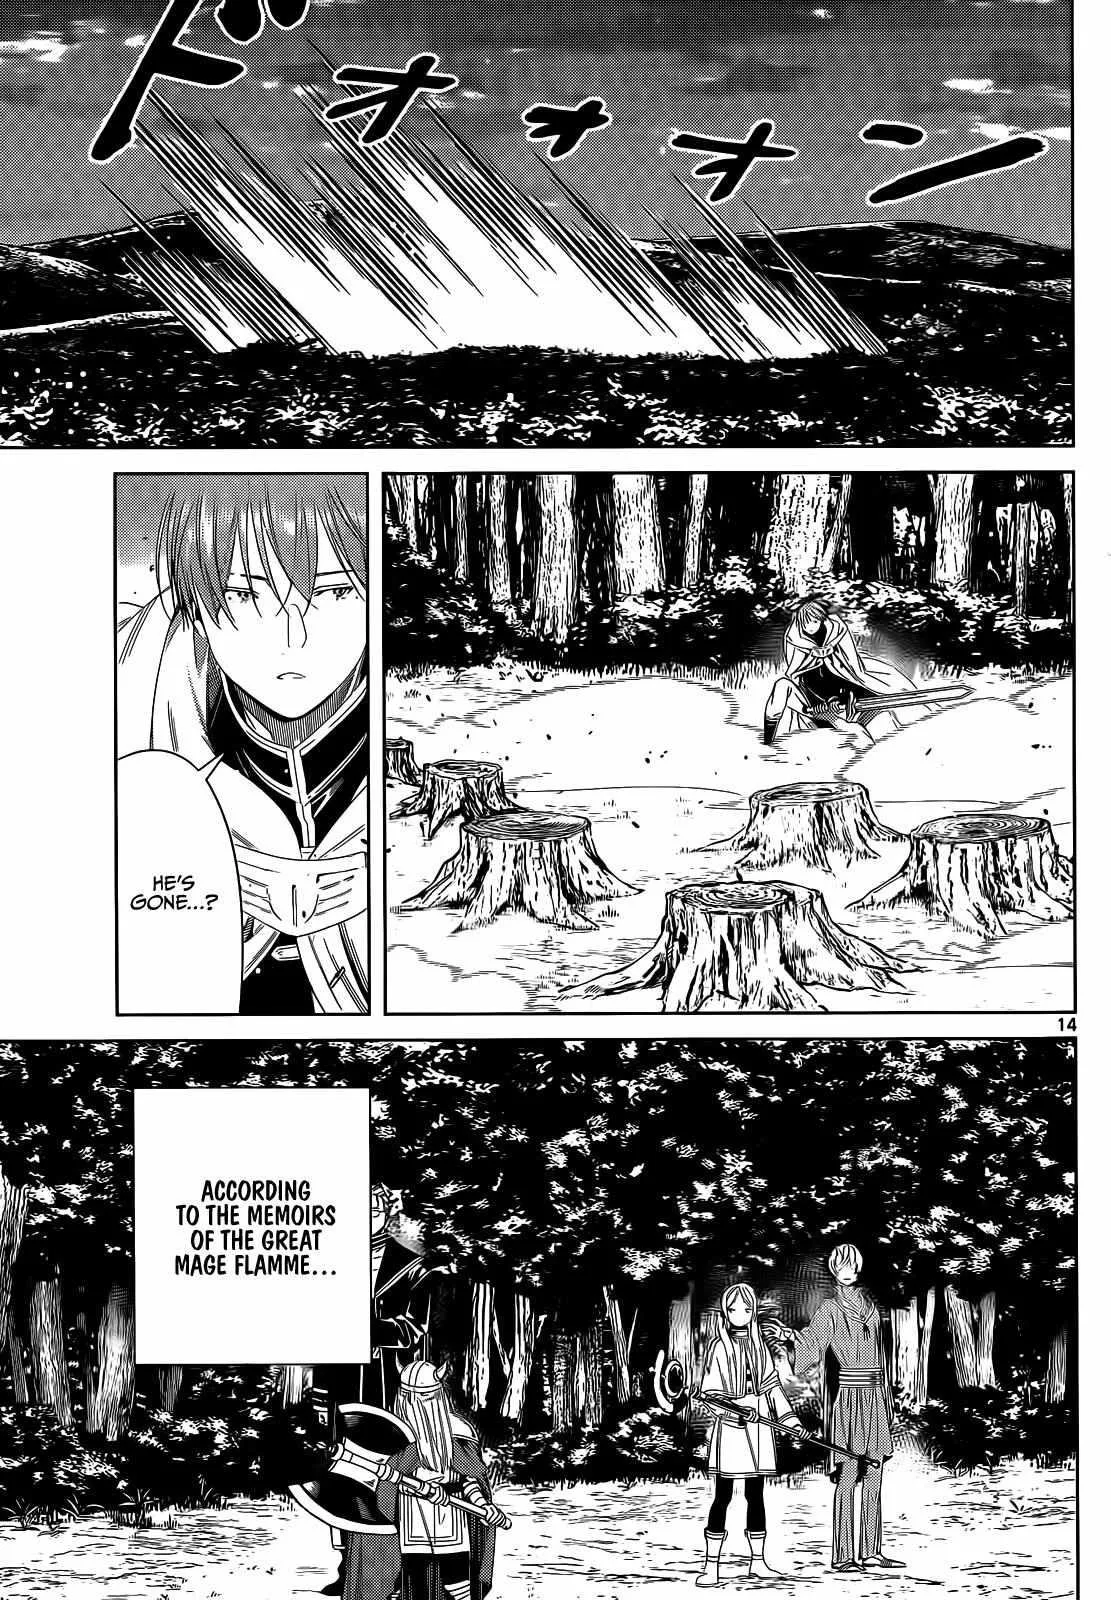 ドォォォン
HE'S
GONE...?
14
ACCORDING
TO THE MEMOIRS
OF THE GREAT
MAGE FLAMME...